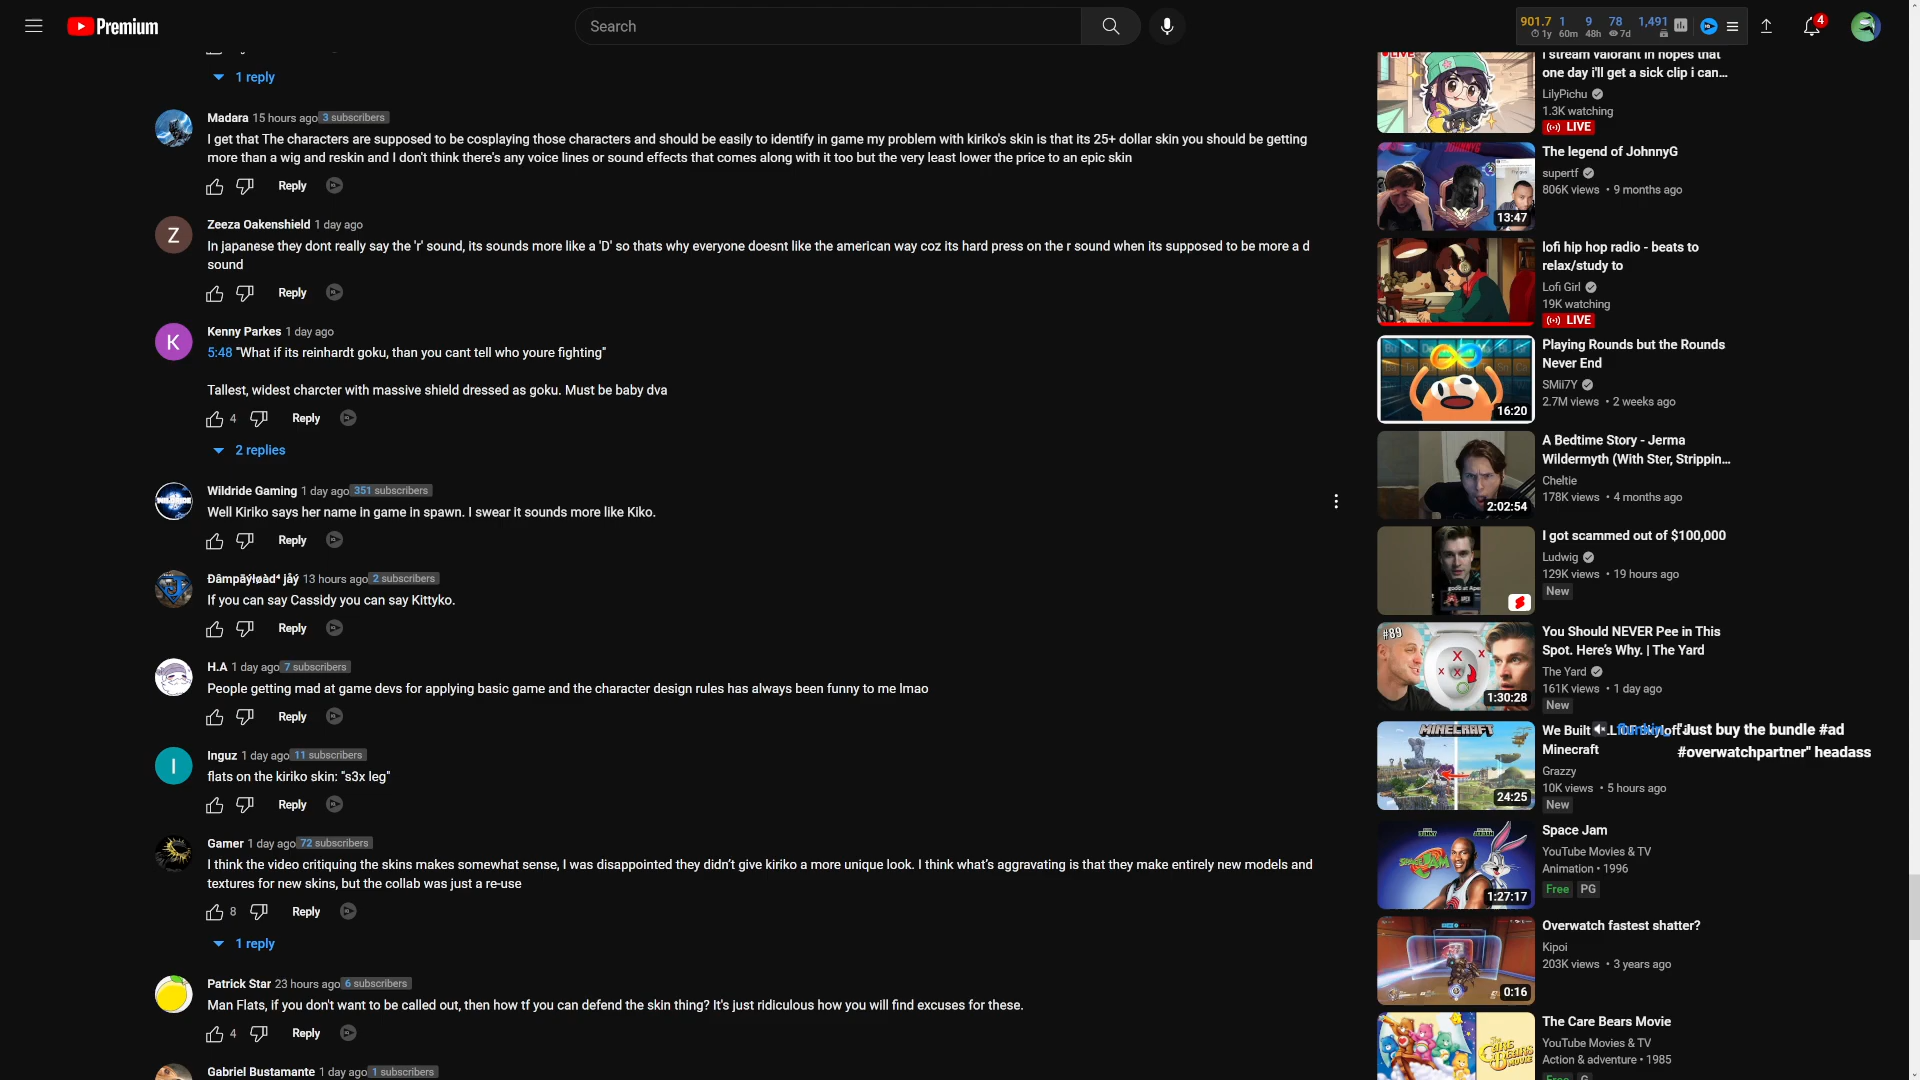 Premium
Search
901.7 1 9 78 1,491
1y 60m 48h 7d
4
1 reply
Madara 15 hours ago 3 subscribers
I get that The characters are supposed to be cosplaying those characters and should be easily to identify in game my problem with kiriko's skin is that its 25+ dollar skin you should be getting
more than a wig and reskin and I don't think there's any voice lines or sound effects that comes along with it too but the very least lower the price to an epic skin
Reply
Z
Zeeza Oakenshield 1 day ago
In japanese they dont really say the 'r' sound, its sounds more like a 'D' so thats why everyone doesnt like the american way coz its hard press on the r sound when its supposed to be more a d
sound
Reply
K
Kenny Parkes 1 day ago
5:48 "What if its reinhardt goku, than you cant tell who youre fighting"
Tallest, widest charcter with massive shield dressed as goku. Must be baby dva
4 Reply
2 replies
Wildride Gaming 1 day ago 351 subscribers
Well Kiriko says her name in game in spawn. I swear it sounds more like Kiko.
Reply
13 hours ago 2 subscribers
If you can say Cassidy you can say Kittyko.
Reply
H.A 1 day ago 7 subscribers
People getting mad at game devs for applying basic game and the character design rules has always been funny to me lmao
Reply
I
Inguz 1 day ago 11 subscribers
flats on the kiriko skin: "s3x leg"
Reply
Gamer 1 day ago 72 subscribers
I think the video critiquing the skins makes somewhat sense, I was disappointed they didn't give kiriko a more unique look. I think what's aggravating is that they make entirely new models and
textures for new skins, but the collab was just a re-use
8 Reply
1 reply
Patrick Star 23 hours ago 6 subscribers
Man Flats, if you don't want to be called out, then how tf you can defend the skin thing? It's just ridiculous how you will find excuses for these.
4 Reply
Gabriel Bustamante 1 day ago 1 subscribers
LIVE
I stream valorant in hopes that
one day i'll get a sick clip i can...
LilyPichu
1.3K watching
LIVE
13:47
The legend of JohnnyG
supertf
806K views • 9 months ago
lofi hip hop radio - beats to
relax/study to
Lofi Girl
19K watching
LIVE
16:20
Playing Rounds but the Rounds
Never End
SMii7Y
2.7M views • 2 weeks ago
2:02:54
A Bedtime Story - Jerma
Wildermyth (With Ster, Strippin...
Cheltie
178K views • 4 months ago
I got scammed out of $100,000
Ludwig
129K views • 19 hours ago
New
#89
1:30:28
You Should NEVER Pee in This
Spot. Here's Why. | The Yard
The Yard
161K views • 1 day ago
New
MINECRAFT
24:25
We Built
Minecraft
Grazzy
10K views • 5 hours ago
New
"Just buy the bundle #ad
#overwatchpartner" headass
SPACE JAM
1:27:17
Space Jam
YouTube Movies & TV
Animation • 1996
Free PG
0:16
Overwatch fastest shatter?
Kipoi
203K views • 3 years ago
The Care Bears Movie
YouTube Movies & TV
Action & adventure • 1985
Free G